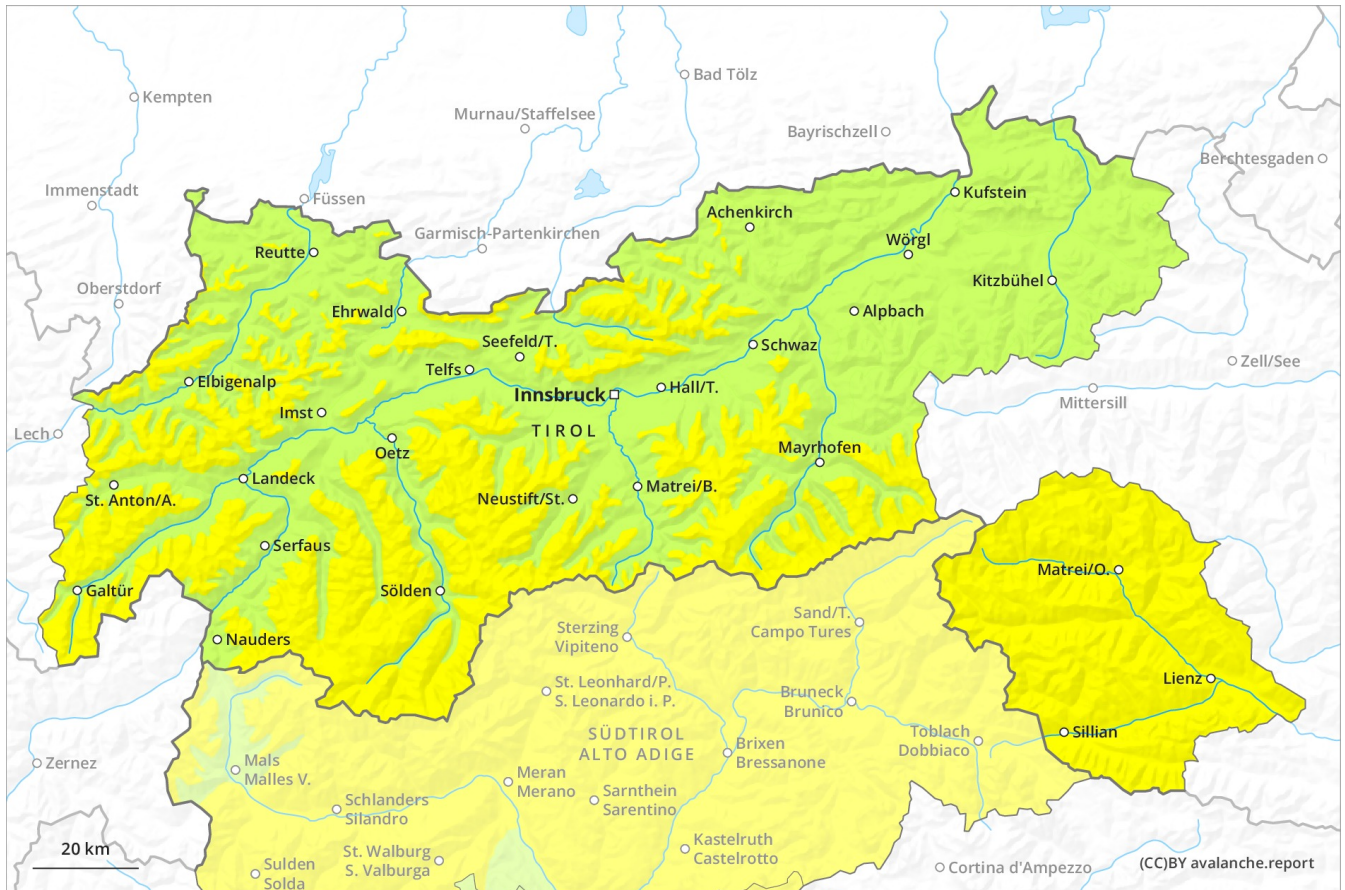 Bad Tölz
Kempten
Murnau/Staffelsee
Bayrischzell
Berchtesgaden
Immenstadt
Füssen
Kufstein
Achenkirch
Garmisch-Partenkirchen
Wörgl
Reutte
Kitzbühel
Oberstdorf
Ehrwald
Alpbach
Seefeld/T.
Schwaz
Zell/See
Telfs
Elbigenalp
Hall/T.
Innsbruck
Mittersill
Imst
Lech
TIROL
Oetz
Mayrhofen
Landeck
St. Anton/A.
Neustift/St.
Matrei/B.
Serfaus
Matrei/O.
Galtür
Sölden
Sand/T.
Campo Tures
Sterzing
Vipiteno
Nauders
Lienz
St. Leonhard/P.
S. Leonardo i. P.
Bruneck
Brunico
SÜDTIROL
ALTO ADIGE
Toblach
Dobbiaco
Sillian
Brixen
Bressanone
Zernez
Mals
Malles V.
Meran
Merano
Sarnthein
Sarentino
Schlanders
Silandro
20 km
St. Walburg
S. Valburga
Kastelruth
Castelrotto
Sulden
Solda
Cortina d'Ampezzo
(CC)BY avalanche.report